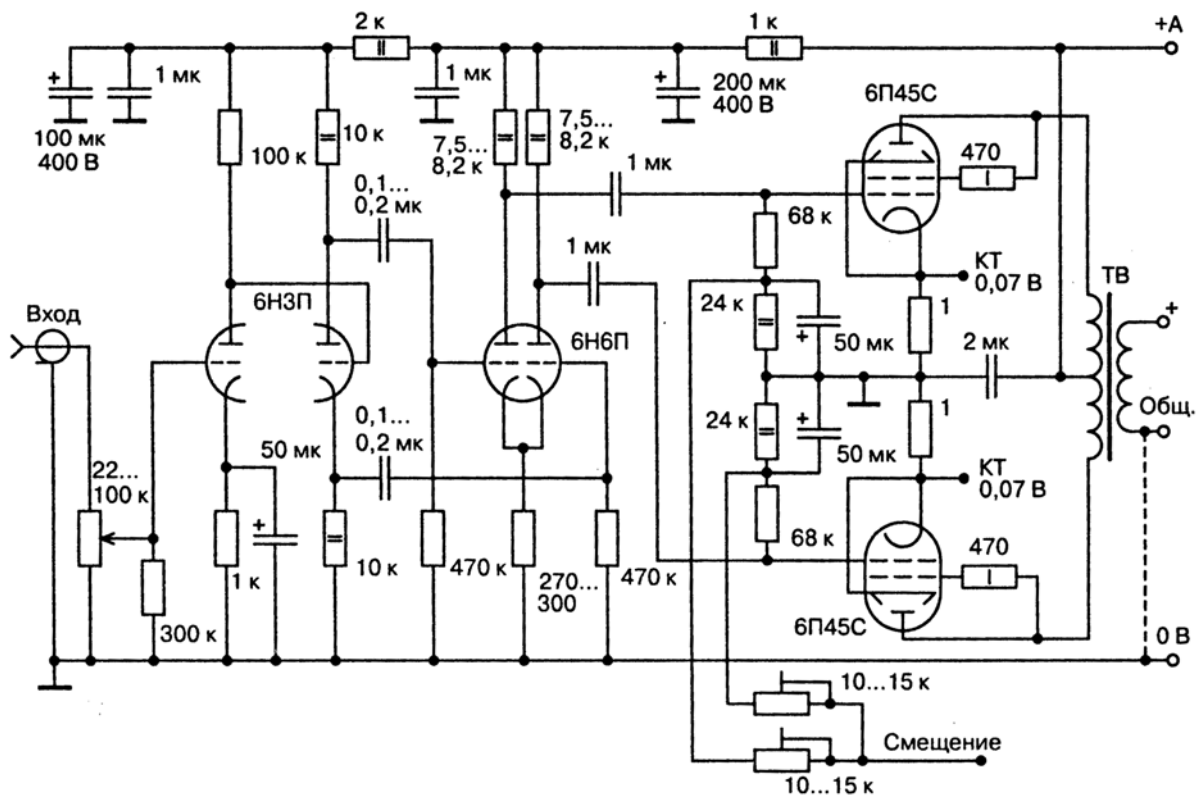 2 к
1 к
+А
+
1 мк
1 мк
+
200 мк
400 В
6П45С
100 мк
400 В
100 к
10 к
7,5...
8,2 к
7,5...
8,2 к
470
0,1...
0,2 мк
1 мк
68 к
1 мк
КТ
0,07 В
ТВ
6Н3П
24 к
1
Вход
6Н6П
+
50 мк
2 мк
+
24 к
+
1
Общ.
0,1...
0,2 мк
50 мк
50 мк
КТ
0,07 В
22...
100 к
+
68 к
470
1 к
10 к
470 к
270...
300
470 к
300 к
6П45С
0 В
10...15 к
Смещение
10...15 к